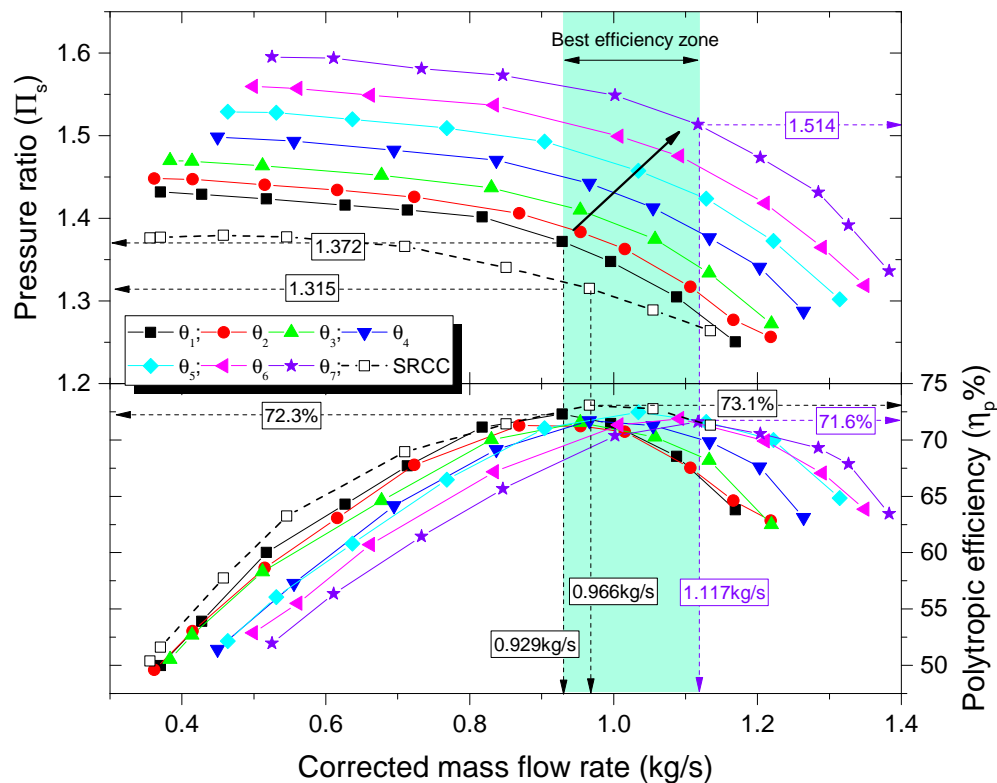 1.6
1.5
1.4
1.3
1.2
Pressure ratio (Π_s)
Best efficiency zone
1.514
1.372
1.315
θ₁; θ₂; θ₃; θ₄
θ₅; θ₆; θ₇; SRCC
75
70
65
60
55
50
Polytropic efficiency (η_p%)
72.3%
73.1%
71.6%
0.966kg/s
1.117kg/s
0.929kg/s
0.4 0.6 0.8 1.0 1.2 1.4
Corrected mass flow rate (kg/s)